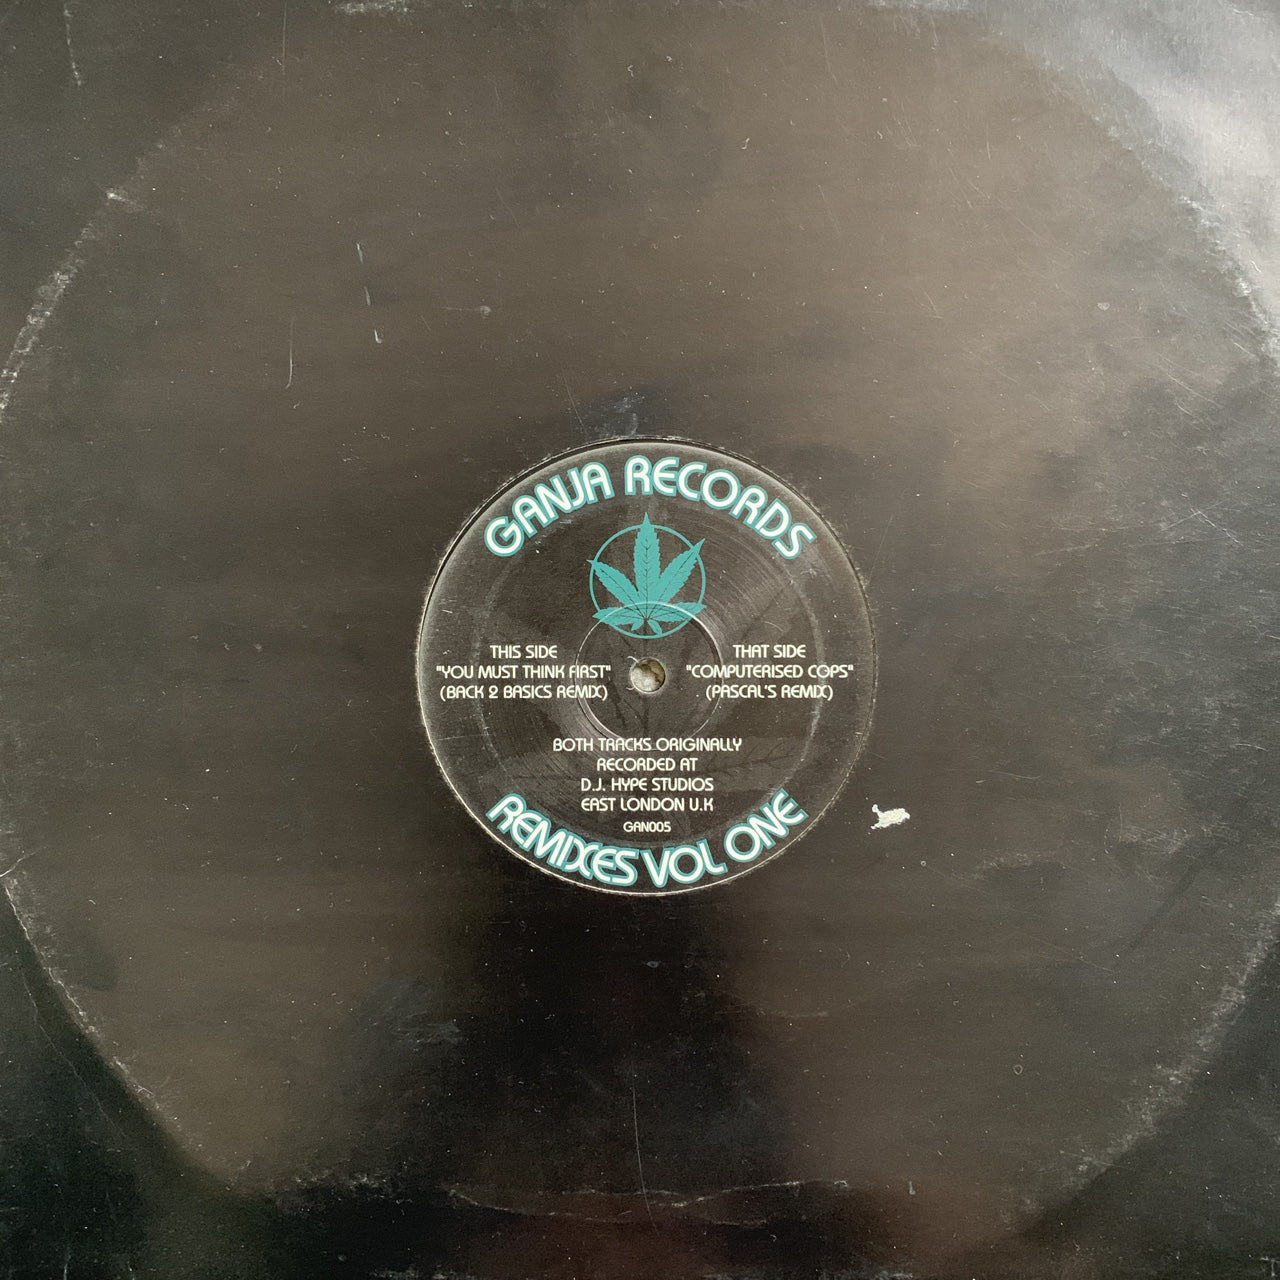 GANJA RECORDS
THIS SIDE
"YOU MUST THINK FIRST"
(BACK 2 BASICS REMIX)
THAT SIDE
"COMPUTERISED COPS"
(PASCAL'S REMIX)
BOTH TRACKS ORIGINALLY
RECORDED AT
D.J. HYPE STUDIOS
EAST LONDON U.K
GAN005
REMIXES VOL ONE